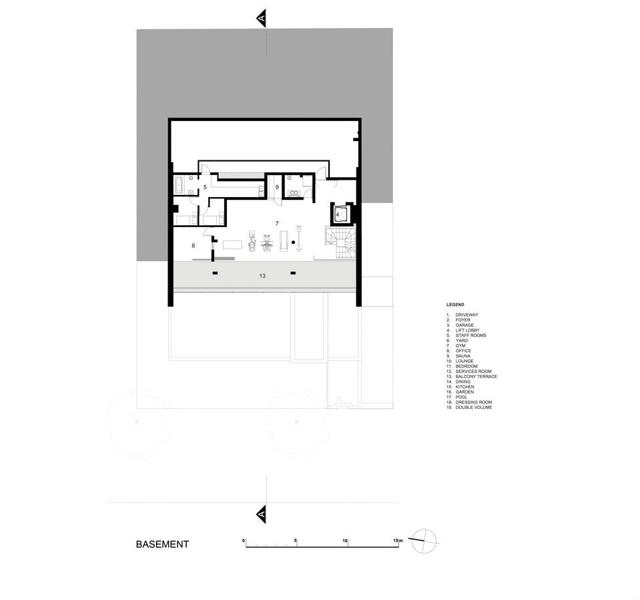 A
5
9
4
7
8
13
LEGEND
1. DRIVEWAY
2. FOYER
3. GARAGE
4. LIFT LOBBY
5. STAFF ROOMS
6. YARD
7. GYM
8. OFFICE
9. SAUNA
10. LOUNGE
11. BEDROOM
12. SERVICES ROOM
13. BALCONY TERRACE
14. DINING
15. KITCHEN
16. GARDEN
17. POOL
18. DRESSING ROOM
19. DOUBLE VOLUME
A
BASEMENT
0 5 10 15m